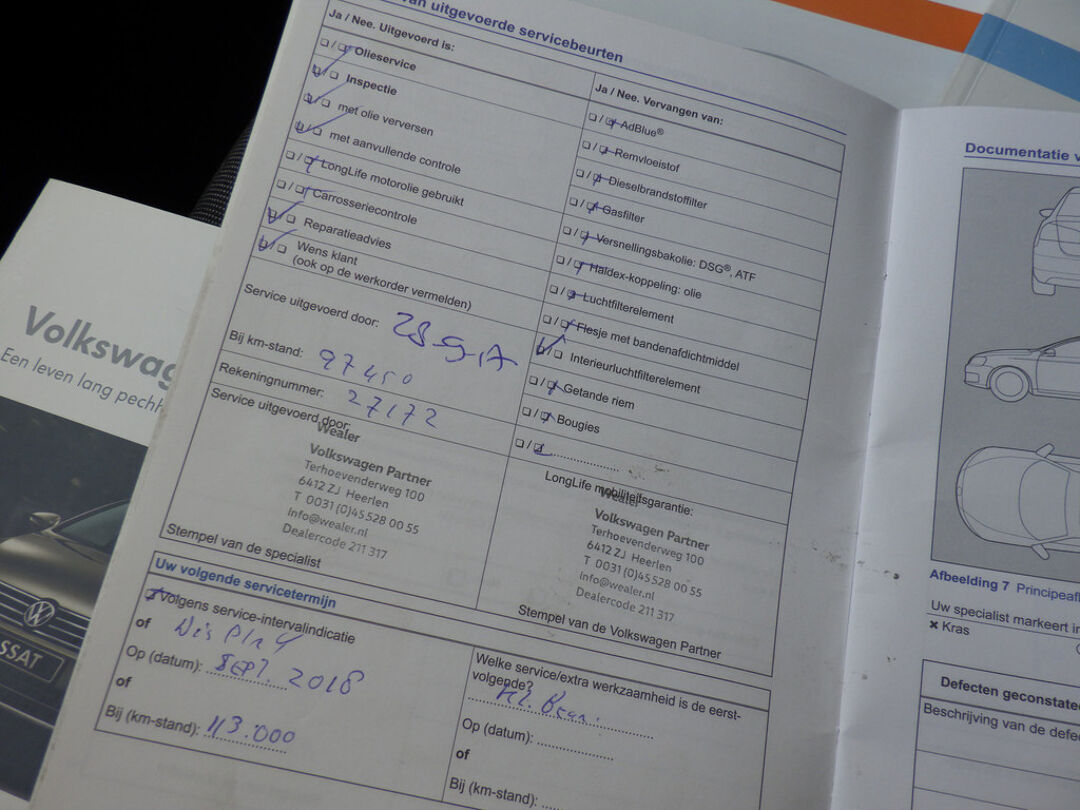 van uitgevoerde servicebeurten
Ja / Nee. Uitgevoerd is:
Olieservice
Inspectie
met olie verversen
met aanvullende controle
LongLife motorolie gebruikt
Carrosseriecontrole
Reparatieadvies
Wens klant
(ook op de werkorder vermelden)
Service uitgevoerd door:
Bij km-stand: 97450
Rekeningnummer: 27172
Service uitgevoerd door:
Wealer
Volkswagen Partner
Terhoevenderweg 100
6412 ZJ Heerlen
T 0031 (0)45 528 00 55
Info@wealer.nl
Dealercode 211 317
Stempel van de specialist
Ja / Nee. Vervangen van:
AdBlue®
Remvloeistof
Dieselbrandstoffilter
Gasfilter
Versnellingsbakolie: DSG®, ATF
Haldex-koppeling: olie
Luchtfilterelement
Flesje met bandenafdichtmiddel
Interieurluchtfilterelement
Getande riem
Bougies
LongLife mobiliteitsgarantie:
Wealer
Volkswagen Partner
Terhoevenderweg 100
6412 ZJ Heerlen
T 0031 (0)45 528 00 55
Info@wealer.nl
Dealercode 211 317
Stempel van de Volkswagen Partner
Uw volgende servicetermijn
Volgens service-intervalindicatie
of
Op (datum): Sept. 2018
of
Bij (km-stand): 113.000
Welke service/extra werkzaamheid is de eerst-
volgende?
Op (datum):
of
Bij (km-stand):
Documentatie v
Afbeelding 7 Principeaf
Uw specialist markeert in
× Kras
Defecten geconstatee
Beschrijving van de defe
Volkswag
Een leven lang pechh
SSAT